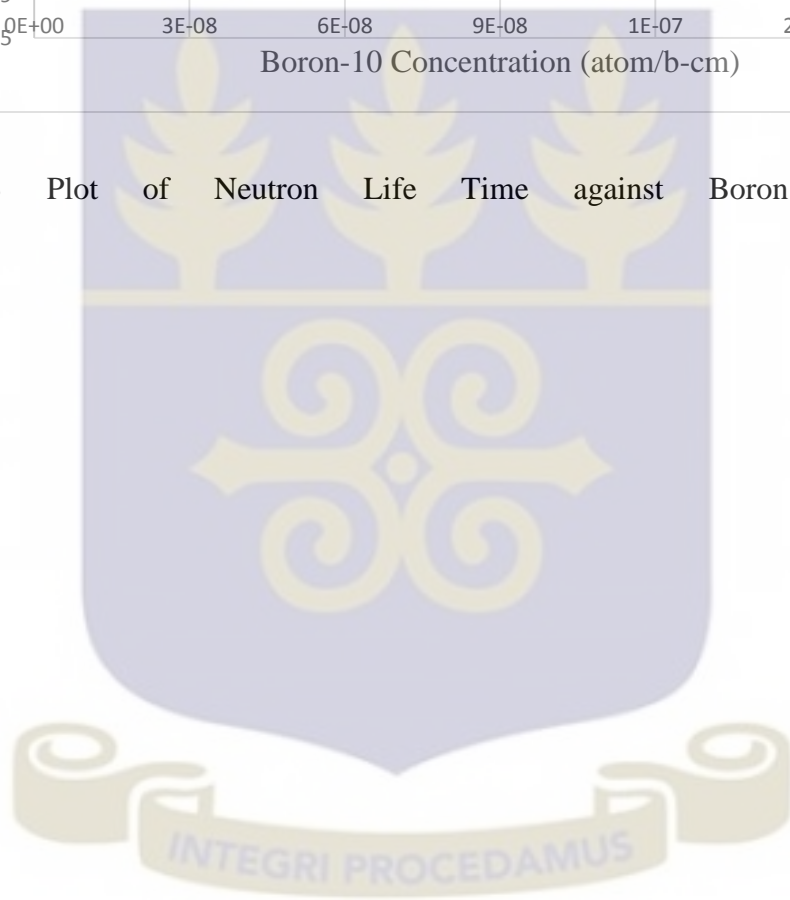 0E+00 3E-08 6E-08 9E-08 1E-07
Boron-10 Concentration (atom/b-cm)
Plot of Neutron Life Time against Boron
INTEGRI PROCEDAMUS